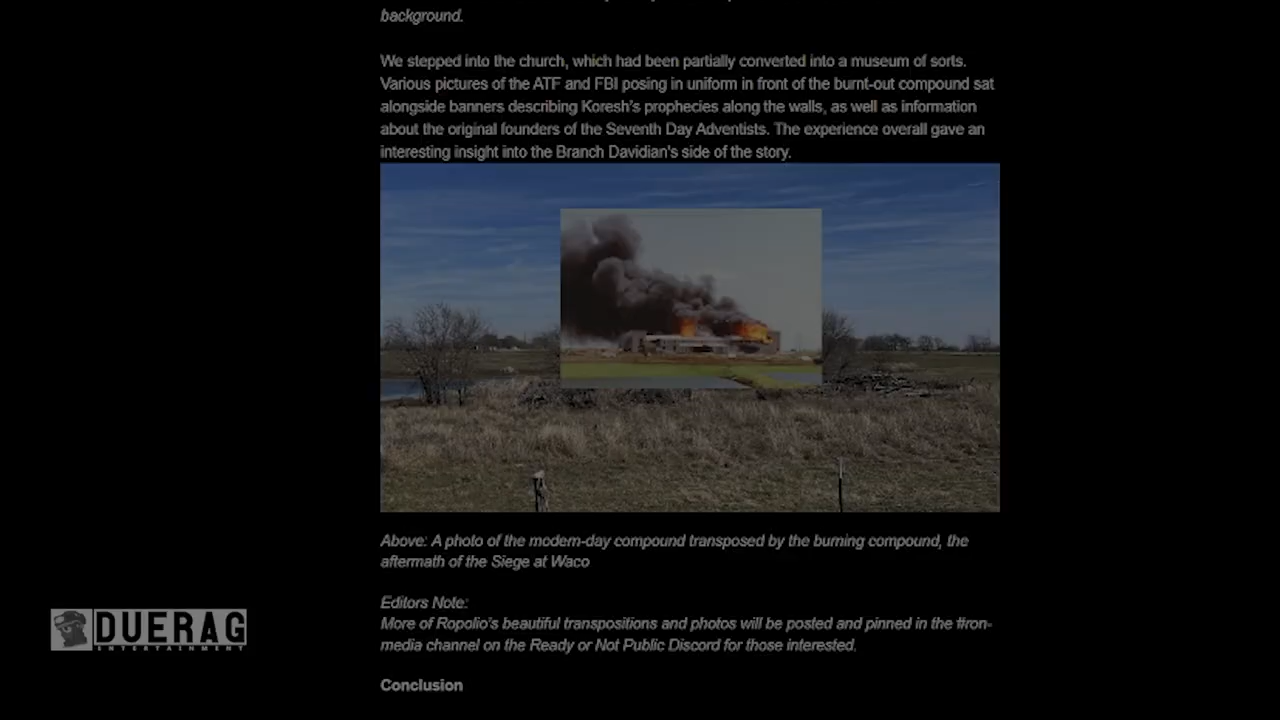 background.
We stepped into the church, which had been partially converted into a museum of sorts.
Various pictures of the ATF and FBI posing in uniform in front of the burnt-out compound sat
alongside banners describing Koresh's prophecies along the walls, as well as information
about the original founders of the Seventh Day Adventists. The experience overall gave an
interesting insight into the Branch Davidian's side of the story.
Above: A photo of the modern-day compound transposed by the burning compound, the
aftermath of the Siege at Waco
Editors Note:
More of Ropolio's beautiful transpositions and photos will be posted and pinned in the #ron-
media channel on the Ready or Not Public Discord for those interested.
DUERAG
ENTERTAINMENT
Conclusion